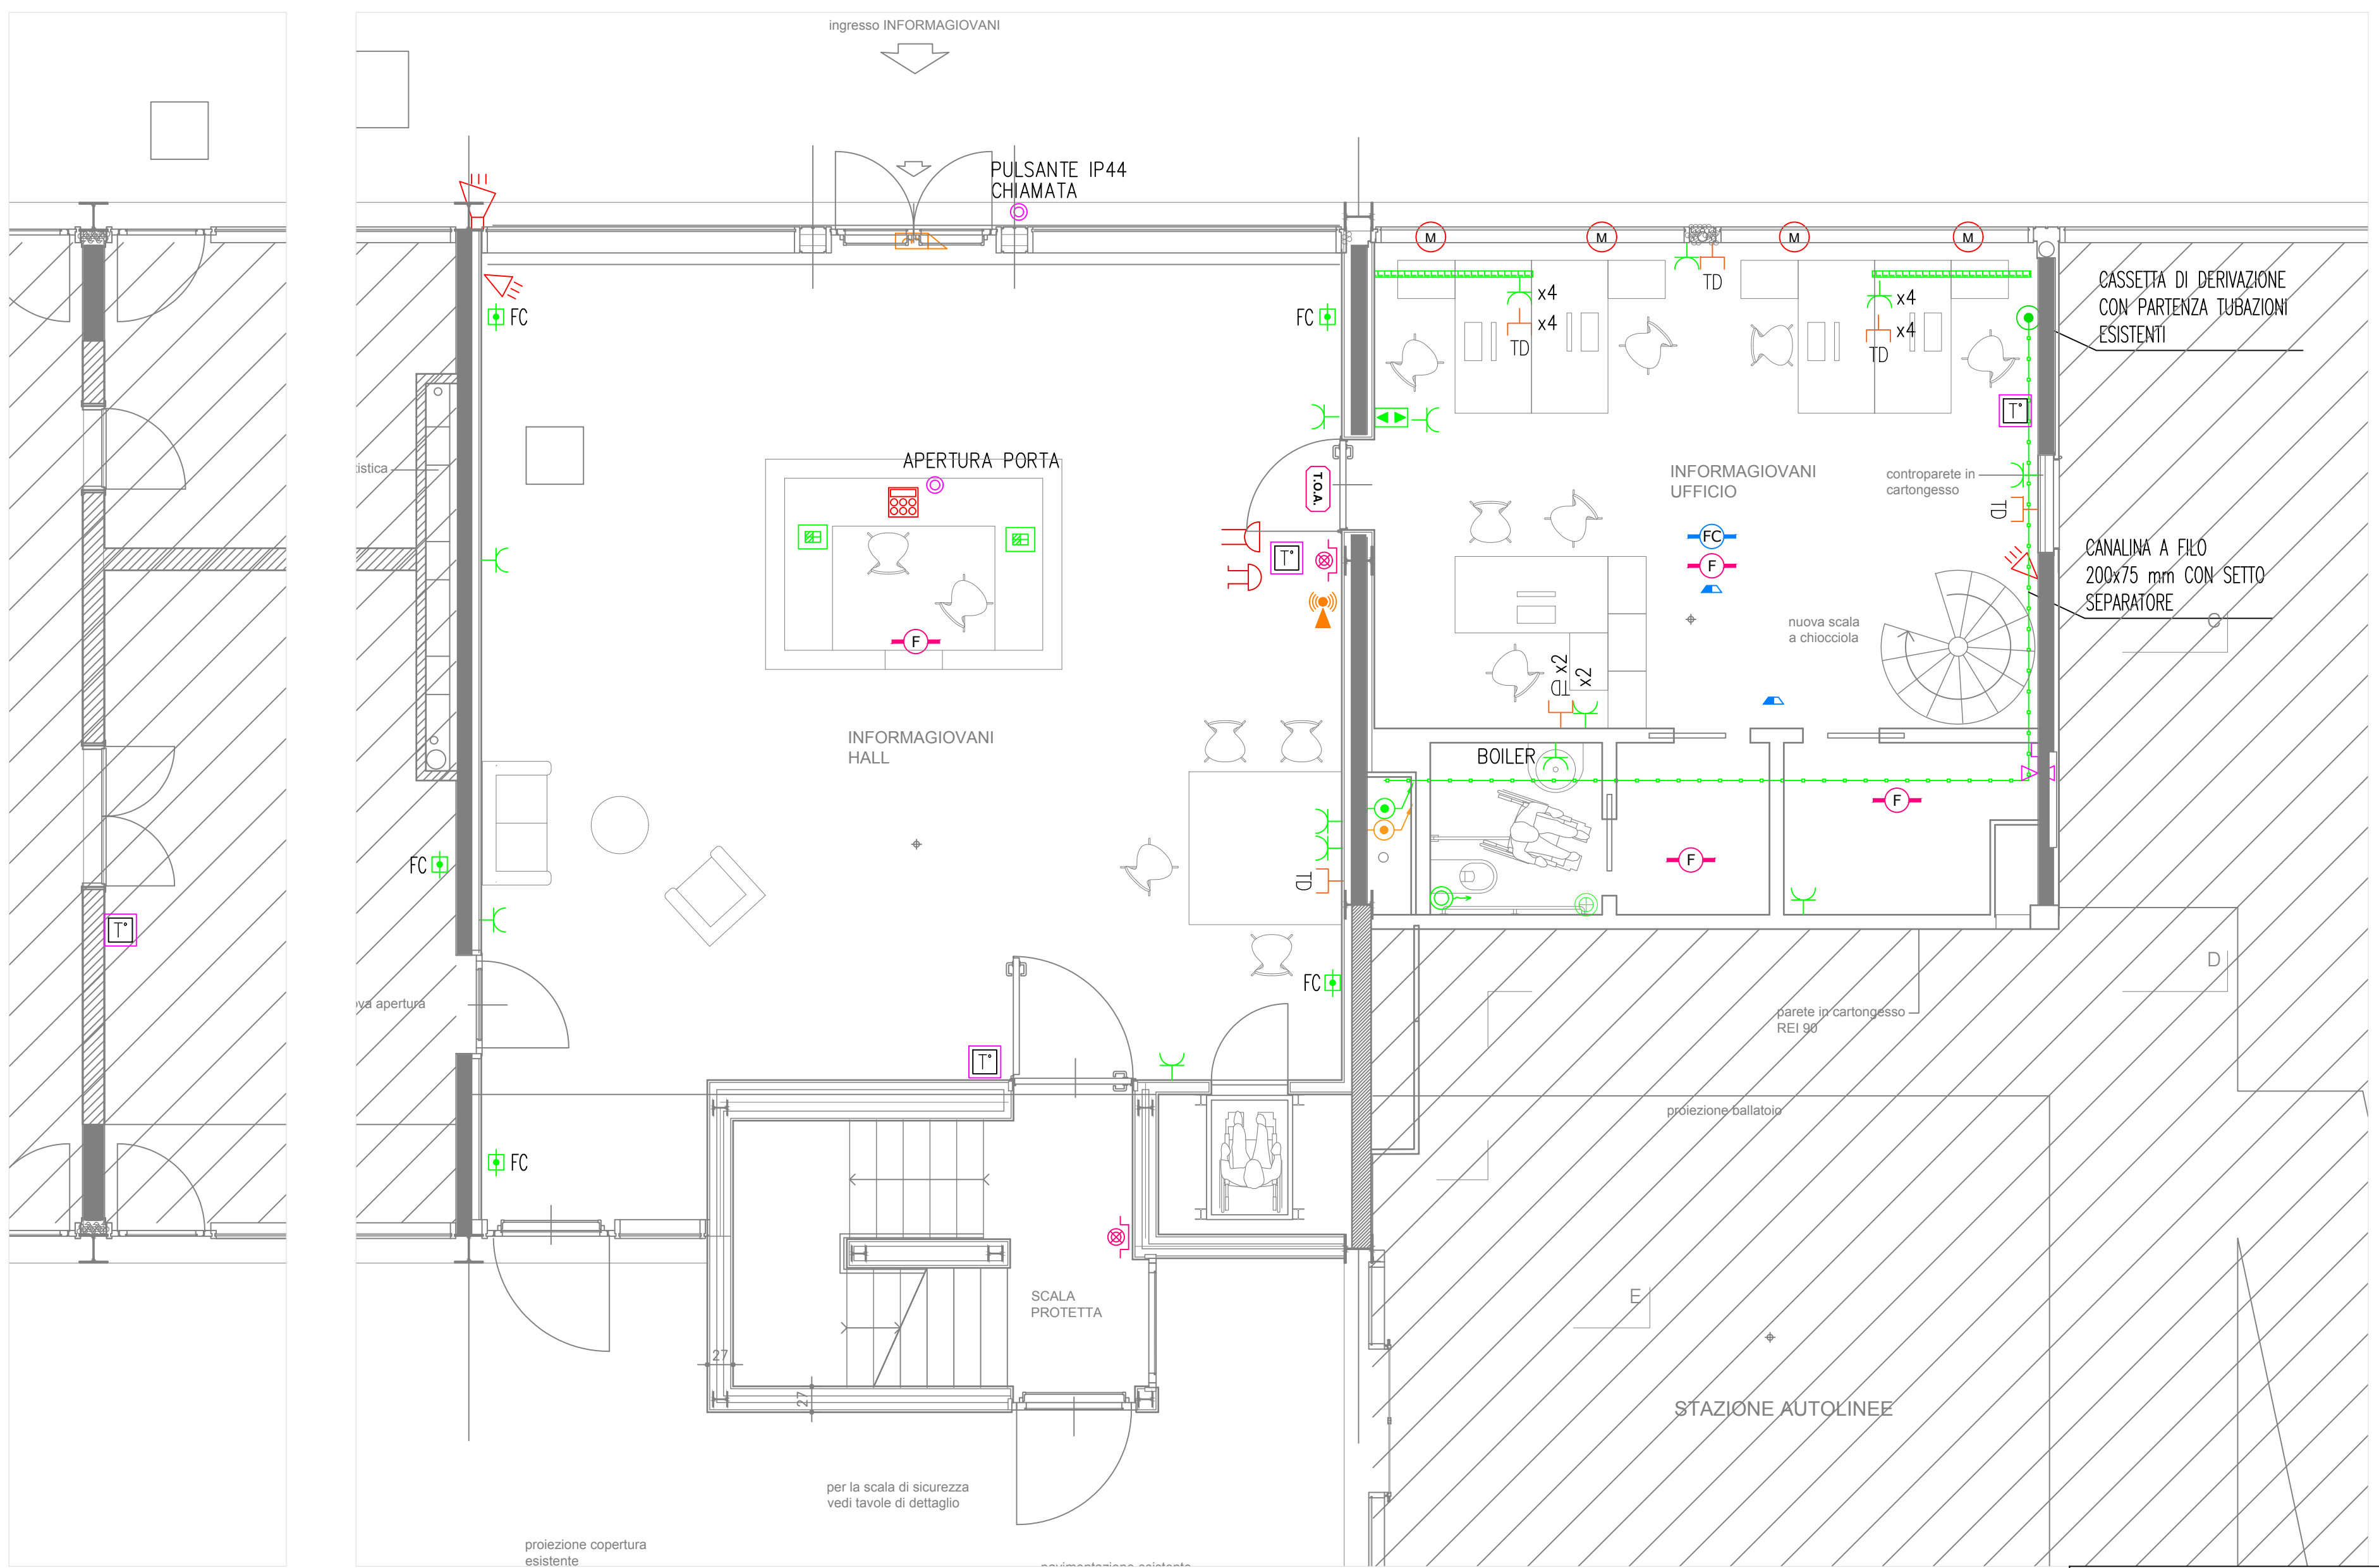 ingresso INFORMAGIOVANI
PULSANTE IP44
CHIAMATA
M
M
M
M
TD
CASSETTA DI DERIVAZIONE
CON PARTENZA TUBAZIONI
ESISTENTI
FC
FC
x4
x4
TD
x4
x4
TD
T°
APERTURA PORTA
T.O.A.
INFORMAGIOVANI
UFFICIO
controparete in
cartongesso
TD
FC
F
T°
CANALINA A FILO
200x75 mm CON SETTO
SEPARATORE
C
nuova scala
a chiocciola
F
x2
x2
TD
INFORMAGIOVANI
HALL
BOILER
F
F
FC
TD
T°
D
FC
parete in cartongesso
REI 90
T°
proiezione ballatoio
FC
E
SCALA
PROTETTA
27
27
STAZIONE AUTOLINEE
per la scala di sicurezza
vedi tavole di dettaglio
proiezione copertura
esistente